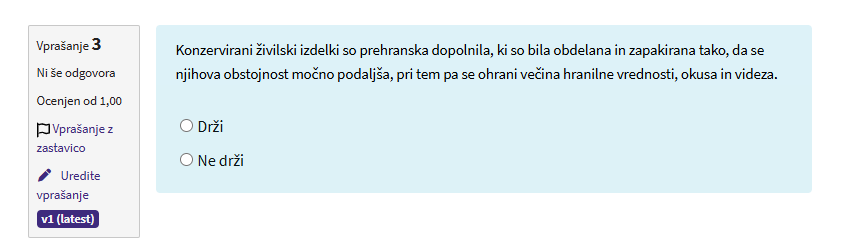 Vprašanje 3
Ni še odgovora
Ocenjen od 1,00
Vprašanje z
zastavico
Uredite
vprašanje
v1 (latest)
Konzervirani živilski izdelki so prehranska dopolnila, ki so bila obdelana in zapakirana tako, da se
njihova obstojnost močno podaljša, pri tem pa se ohrani večina hranilne vrednosti, okusa in videza.
Drži
Ne drži